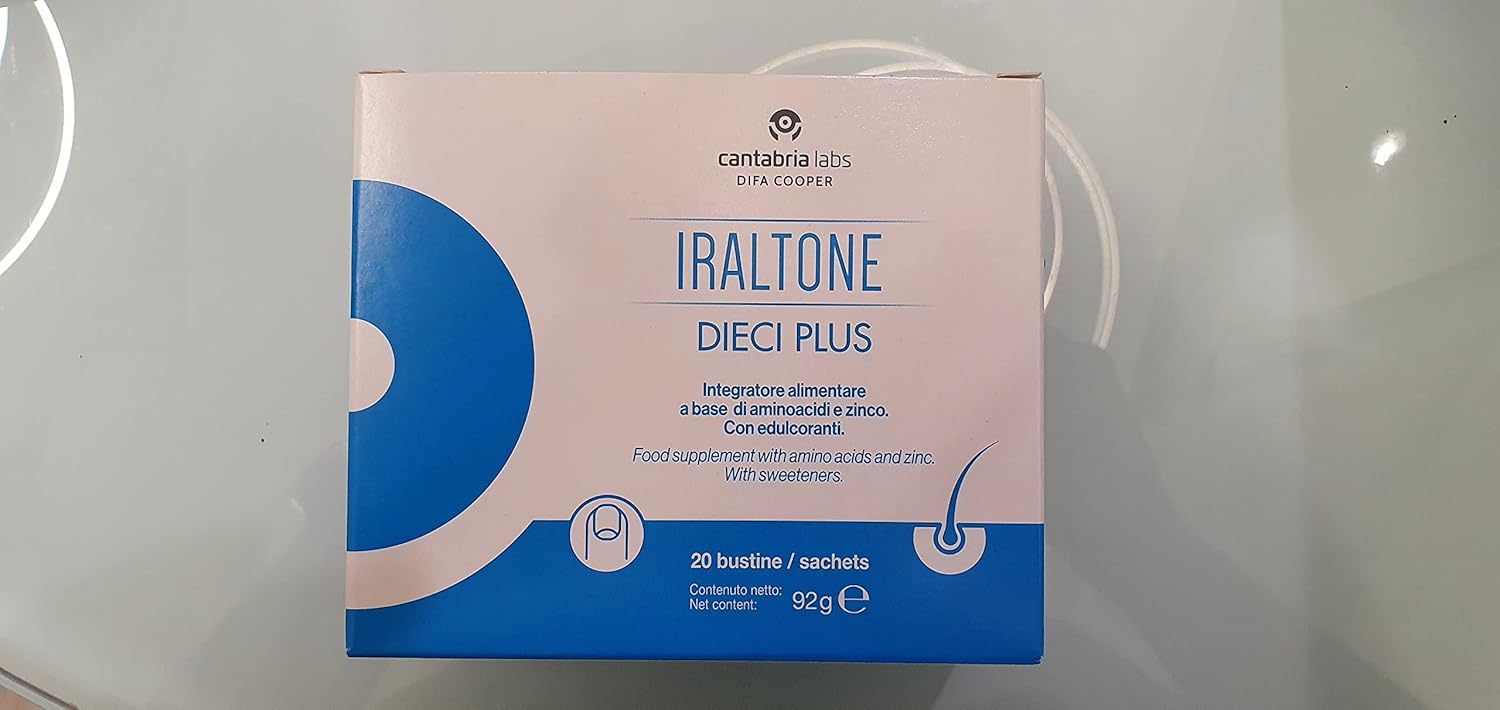 cantabria labs
DIFA COOPER
IRALTONE
DIECI PLUS
Integratore alimentare
a base di aminoacidi e zinco.
Con edulcoranti.
Food supplement with amino acids and zinc.
With sweeteners.
20 bustine / sachets
Contenuto netto:
Net content: 92g ℮